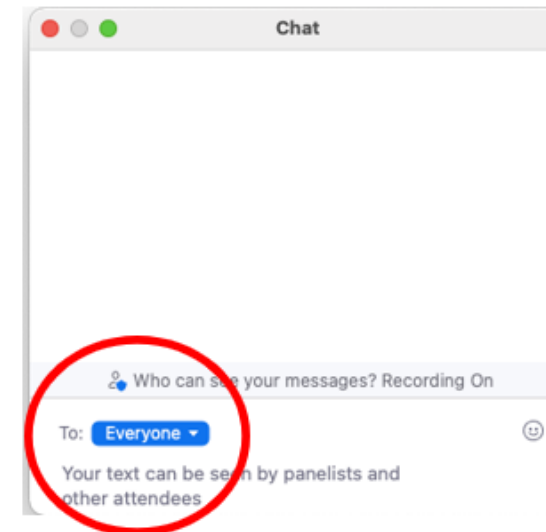 Chat
Who can see your messages? Recording On
To: Everyone
Your text can be seen by panelists and
other attendees